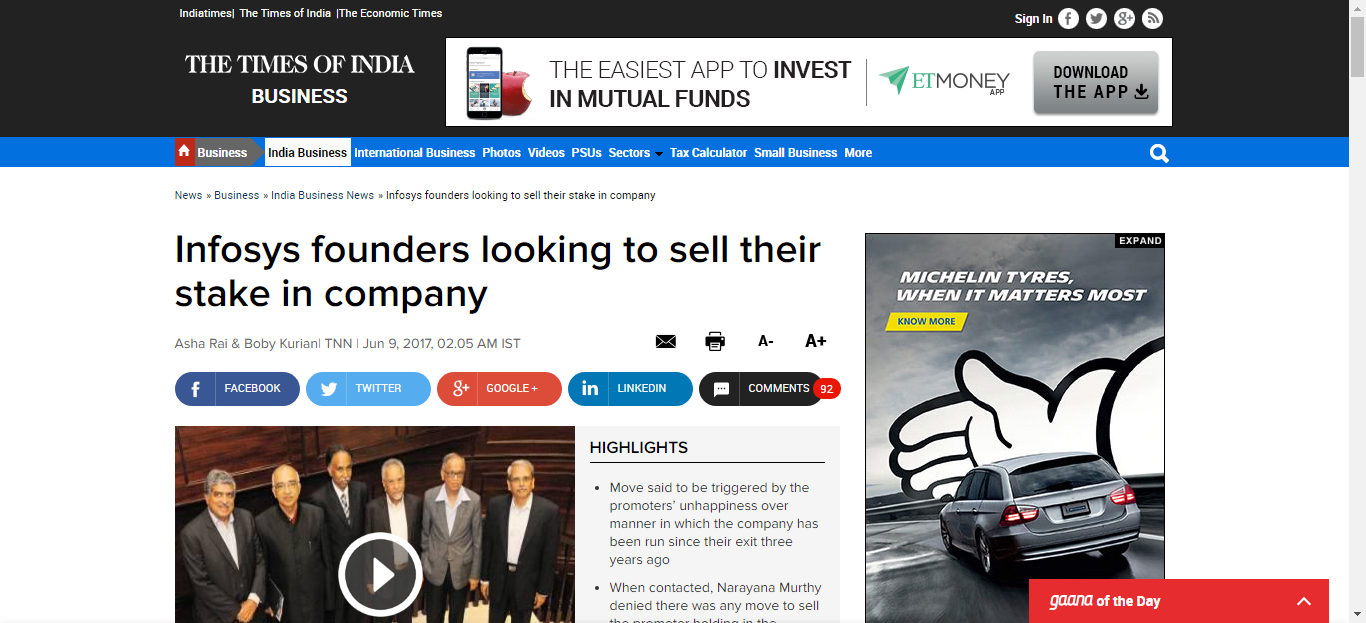 Indiatimes| The Times of India |The Economic Times
Sign In
THE TIMES OF INDIA
BUSINESS
THE EASIEST APP TO INVEST
IN MUTUAL FUNDS
ETMONEY
APP
DOWNLOAD
THE APP
Business India Business International Business Photos Videos PSUs Sectors Tax Calculator Small Business More
News » Business » India Business News » Infosys founders looking to sell their stake in company
Infosys founders looking to sell their
stake in company
Asha Rai & Boby Kurian| TNN | Jun 9, 2017, 02.05 AM IST
A- A+
FACEBOOK TWITTER GOOGLE + LINKEDIN COMMENTS 92
HIGHLIGHTS
• Move said to be triggered by the
promoters’ unhappiness over
manner in which the company has
been run since their exit three
years ago
• When contacted, Narayana Murthy
denied there was any move to sell
the promoter holding in the
EXPAND
MICHELIN TYRES,
WHEN IT MATTERS MOST
KNOW MORE
gaana of the Day